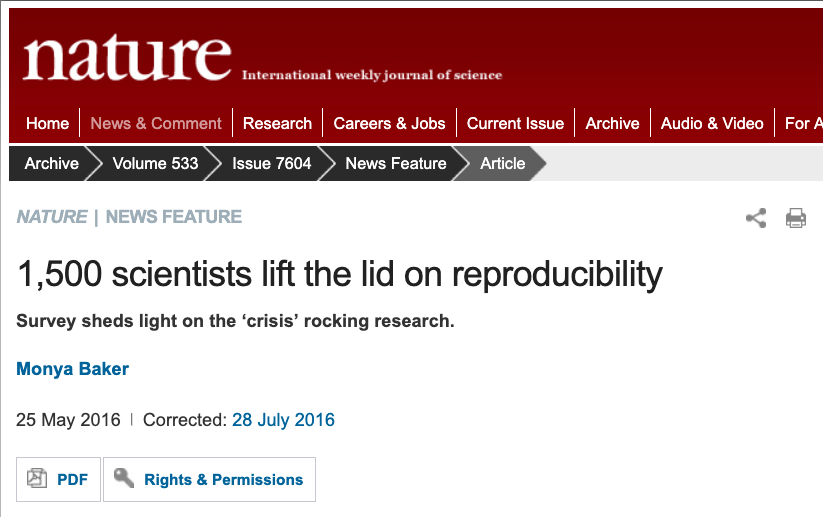 nature International weekly journal of science
Home News & Comment Research Careers & Jobs Current Issue Archive Audio & Video For A
Archive Volume 533 Issue 7604 News Feature Article
NATURE | NEWS FEATURE
1,500 scientists lift the lid on reproducibility
Survey sheds light on the ‘crisis’ rocking research.
Monya Baker
25 May 2016 | Corrected: 28 July 2016
PDF Rights & Permissions